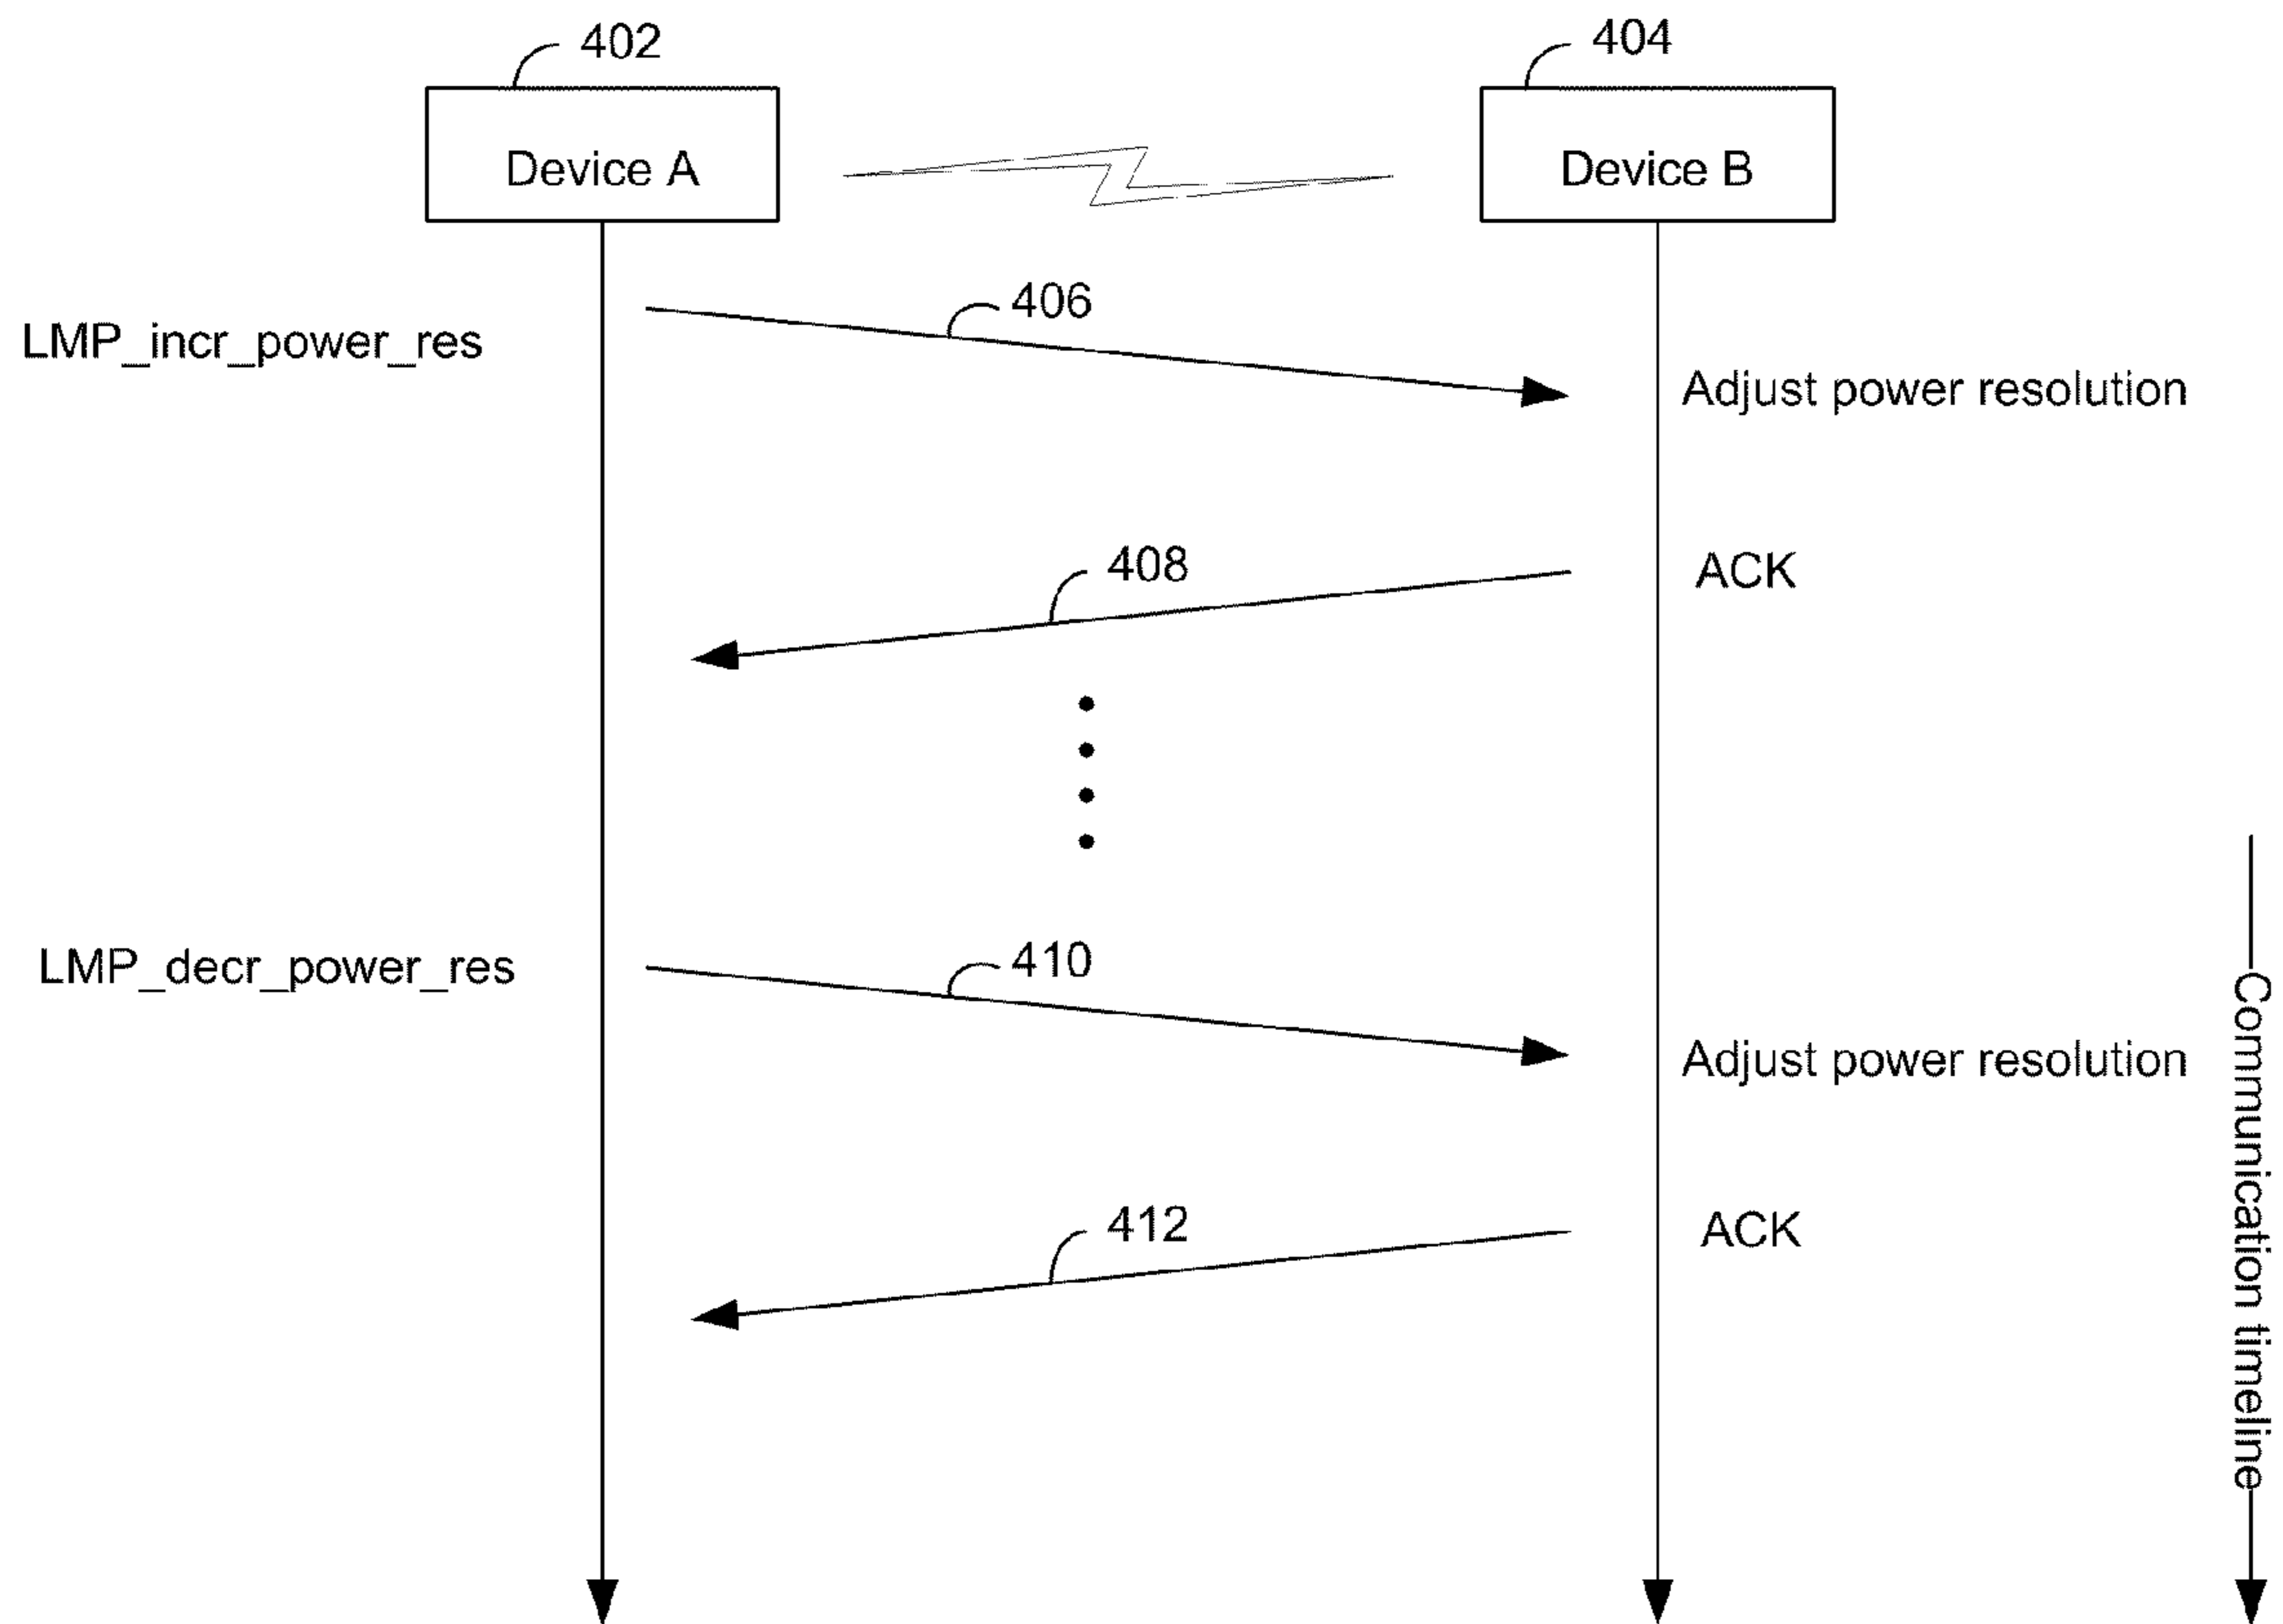 402
404
Device A
Device B
406
LMP_incr_power_res
Adjust power resolution
408
ACK
410
LMP_decr_power_res
Adjust power resolution
412
ACK
Communication timeline